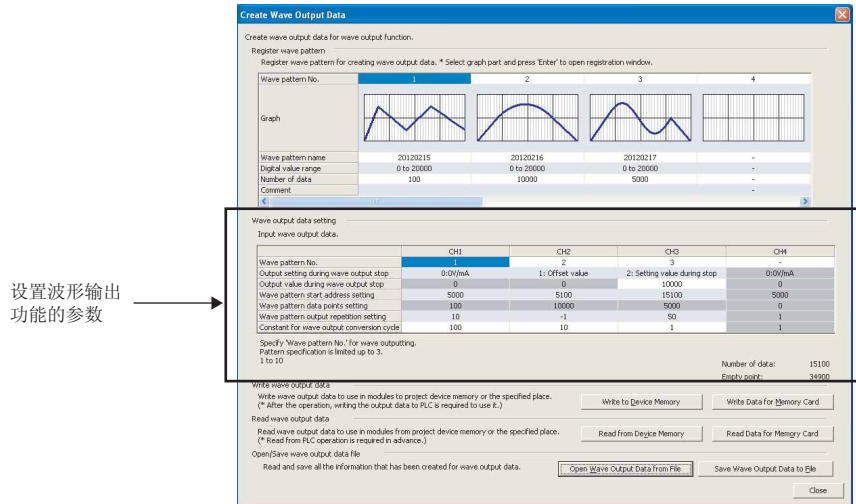 Create Wave Output Data
Create wave output data for wave output function.
Register wave pattern
Register wave pattern for creating wave output data. * Select graph part and press 'Enter' to open registration window.
Wave pattern No. 1 2 3 4
Graph
Wave pattern name 20120215 20120216 20120217 -
Digital value range 0 to 20000 0 to 20000 0 to 20000 -
Number of data 100 10000 5000 -
Comment -
Wave output data setting
Input wave output data.
CH1 CH2 CH3 CH4
Wave pattern No. 1 2 3 -
Output setting during wave output stop 0:0V/mA 1: Offset value 2: Setting value during stop 0:0V/mA
Output value during wave output stop 0 0 10000 0
Wave pattern start address setting 5000 5100 15100 5000
Wave pattern data points setting 100 10000 5000 0
Wave pattern output repetition setting 10 -1 50 1
Constant for wave output conversion cycle 100 10 1 1
设置波形输出
功能的参数
Specify 'Wave pattern No.' for wave outputting.
Pattern specification is limited up to 3.
1 to 10
Number of data: 15100
Empty point: 34900
Write wave output data
Write wave output data to use in modules to project device memory or the specified place.
(* After the operation, writing the output data to PLC is required to use it.)
Write to Device Memory
Write Data for Memory Card
Read wave output data
Read wave output data to use in modules from project device memory or the specified place.
(* Read from PLC operation is required in advance.)
Read from Device Memory
Read Data for Memory Card
Open/Save wave output data file
Read and save all the information that has been created for wave output data.
Open Wave Output Data from File
Save Wave Output Data to File
Close